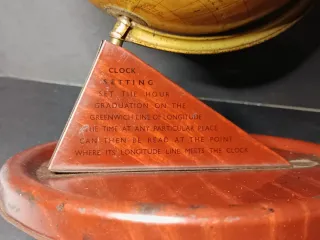 CLOCK
SETTING
SET THE HOUR
GRADUATION ON THE
GREENWICH LINE OF LONGITUDE
THE TIME AT ANY PARTICULAR PLACE
CAN THEN BE READ AT THE POINT
WHERE ITS LONGITUDE LINE MEETS THE CLOCK